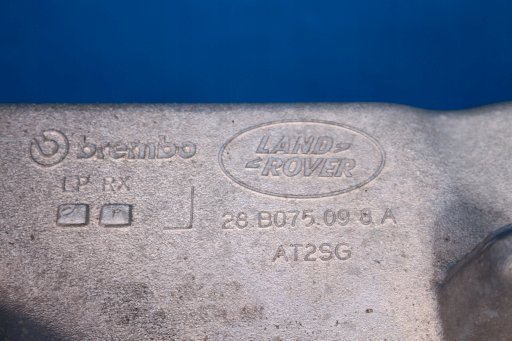 brembo
LAND
ROVER
LP RX
28.B075.09 8 A
AT2SG